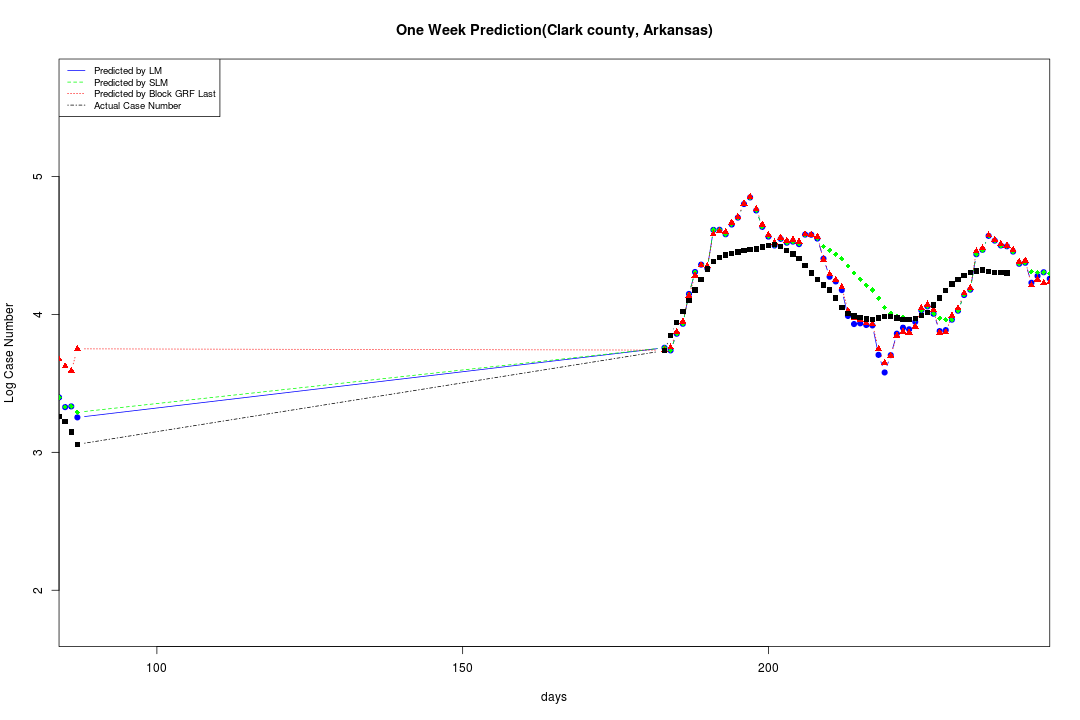 One Week Prediction(Clark county, Arkansas)
Predicted by LM
Predicted by SLM
Predicted by Block GRF Last
Actual Case Number
5
4
3
2
Log Case Number
100 150 200
days